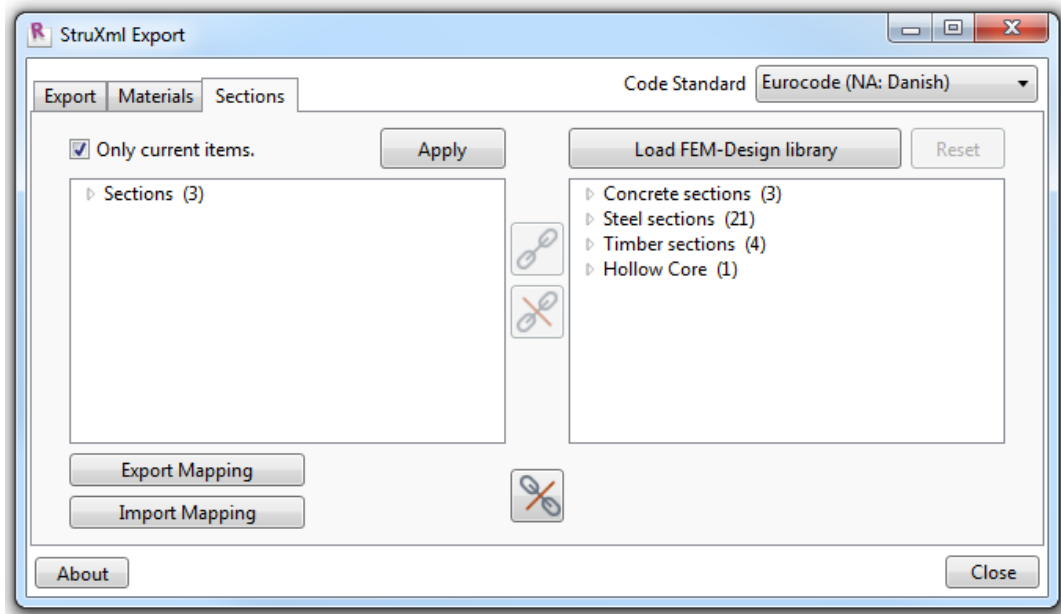 StruXml Export
Code Standard Eurocode (NA: Danish)
Export Materials Sections
Only current items. Apply Load FEM-Design library Reset
Sections (3)
Concrete sections (3)
Steel sections (21)
Timber sections (4)
Hollow Core (1)
Export Mapping
Import Mapping
About Close